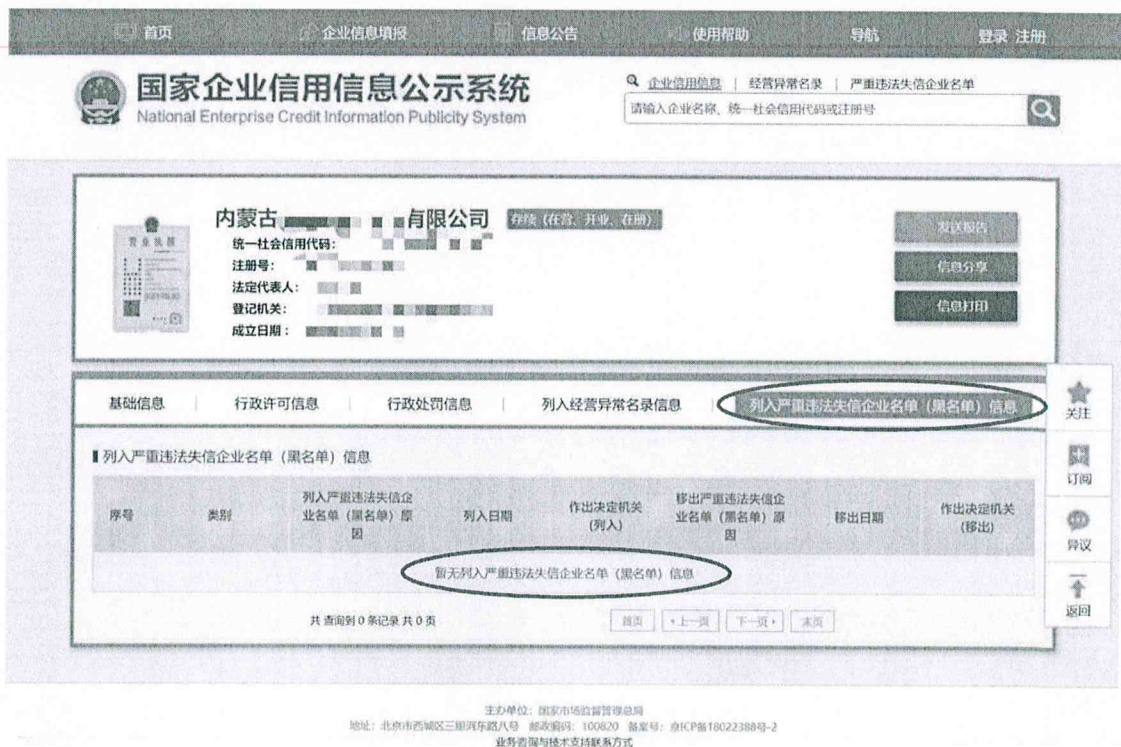 首页 企业信息填报 信息公告 使用帮助 导航 登录 注册
国家企业信用信息公示系统
National Enterprise Credit Information Publicity System
企业信用信息 | 经营异常名录 | 严重违法失信企业名单
请输入企业名称、统一社会信用代码或注册号
营业执照
内蒙古 有限公司 存续（在营、开业、在册）
统一社会信用代码：
注册号：
法定代表人：
登记机关：
成立日期：
发送报告
信息分享
信息打印
基础信息 | 行政许可信息 | 行政处罚信息 | 列入经营异常名录信息 | 列入严重违法失信企业名单（黑名单）信息
列入严重违法失信企业名单（黑名单）信息
序号 类别 列入严重违法失信企业名单（黑名单）原因 列入日期 作出决定机关(列入) 移出严重违法失信企业名单（黑名单）原因 移出日期 作出决定机关(移出)
暂无列入严重违法失信企业名单（黑名单）信息
共 查询到 0 条记录 共 0 页
首页 上一页 下一页 末页
关注
订阅
异议
返回
主办单位：国家市场监督管理总局
地址：北京市西城区三里河东路八号 邮政编码：100820 备案号：京ICP备18022388号-2
业务咨询与技术支持联系方式